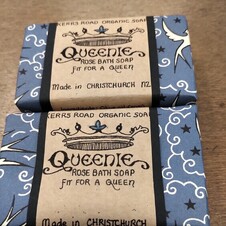 KERRS ROAD ORGANIC SOAP
QUEENIE
ROSE BATH SOAP
FIT FOR A QUEEN
Made in CHRISTCHURCH NZ
KERRS ROAD ORGANIC SOAP
QUEENIE
ROSE BATH SOAP
FIT FOR A QUEEN
Made in CHRISTCHURCH